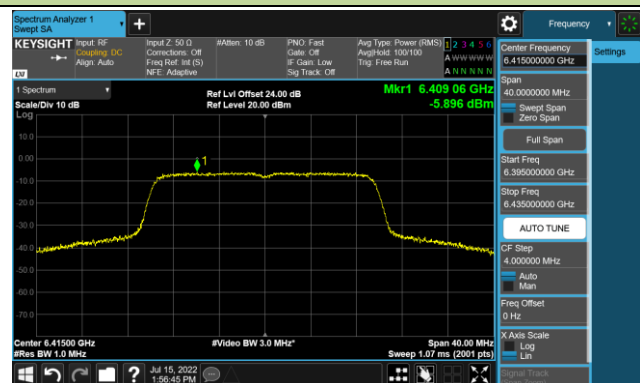 Spectrum Analyzer 1
Swept SA
+
Frequency
KEYSIGHT
Input: RF
Coupling: DC
Align: Auto
Input Z: 50 Ω
Corrections: Off
Freq Ref: Int (S)
NFE: Adaptive
#Atten: 10 dB
PNO: Fast
Gate: Off
IF Gain: Low
Sig Track: Off
Avg Type: Power (RMS)
Avg|Hold: 100/100
Trig: Free Run
1 2 3 4 5 6
A W W W W W
A N N N N N
LXI
1 Spectrum
Scale/Div 10 dB
Log
Ref Lvl Offset 24.00 dB
Ref Level 20.00 dBm
Mkr1 6.409 06 GHz
-5.896 dBm
10.0
0.00
1
-10.0
-20.0
-30.0
-40.0
-50.0
-60.0
-70.0
Center 6.41500 GHz
#Res BW 1.0 MHz
#Video BW 3.0 MHz*
Span 40.00 MHz
Sweep 1.07 ms (2001 pts)
Center Frequency
6.415000000 GHz
Settings
Span
40.0000000 MHz
Swept Span
Zero Span
Full Span
Start Freq
6.395000000 GHz
Stop Freq
6.435000000 GHz
AUTO TUNE
CF Step
4.000000 MHz
Auto
Man
Freq Offset
0 Hz
X Axis Scale
Log
Lin
Signal Track
Jul 15, 2022
1:56:45 PM
?